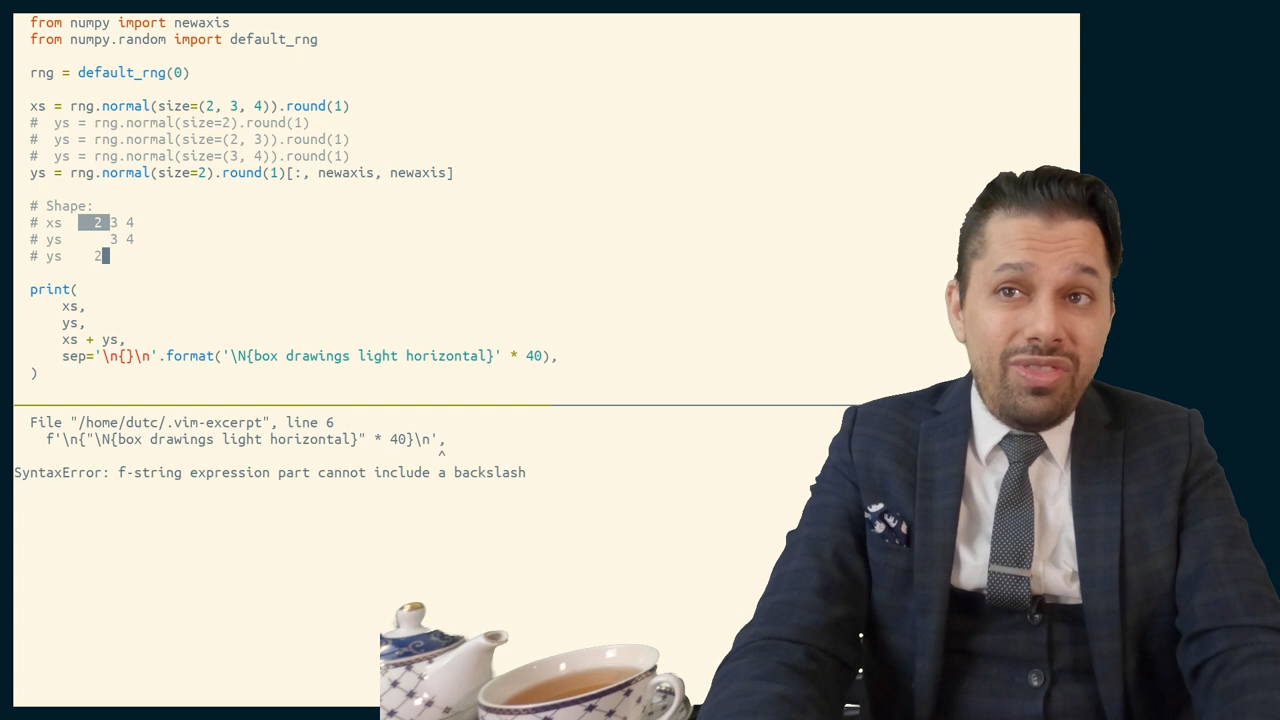 from numpy import newaxis
from numpy.random import default_rng
rng = default_rng(0)
xs = rng.normal(size=(2, 3, 4)).round(1)
#  ys = rng.normal(size=2).round(1)
#  ys = rng.normal(size=(2, 3)).round(1)
#  ys = rng.normal(size=(3, 4)).round(1)
ys = rng.normal(size=2).round(1)[:, newaxis, newaxis]
# Shape:
# xs    2 3 4
# ys      3 4
# ys    2
print(
    xs,
    ys,
    xs + ys,
    sep='\n{}\n'.format('\N{box drawings light horizontal}' * 40),
)
  File "/home/dutc/.vim-excerpt", line 6
    f'\n{"\N{box drawings light horizontal}" * 40}\n',
                                                     ^
SyntaxError: f-string expression part cannot include a backslash